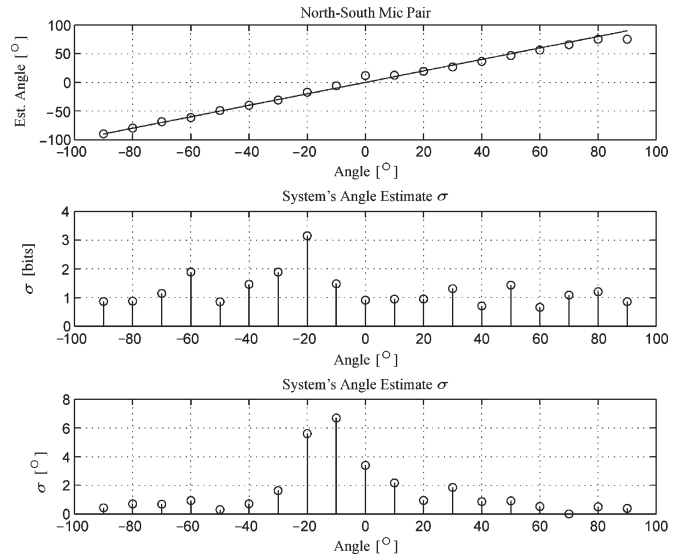 North-South Mic Pair
Est. Angle [°]
100
50
0
−50
−100
−100 −80 −60 −40 −20 0 20 40 60 80 100
Angle [°]
System's Angle Estimate σ
σ [bits]
4
3
2
1
0
−100 −80 −60 −40 −20 0 20 40 60 80 100
Angle [°]
System's Angle Estimate σ
σ [°]
8
6
4
2
0
−100 −80 −60 −40 −20 0 20 40 60 80 100
Angle [°]